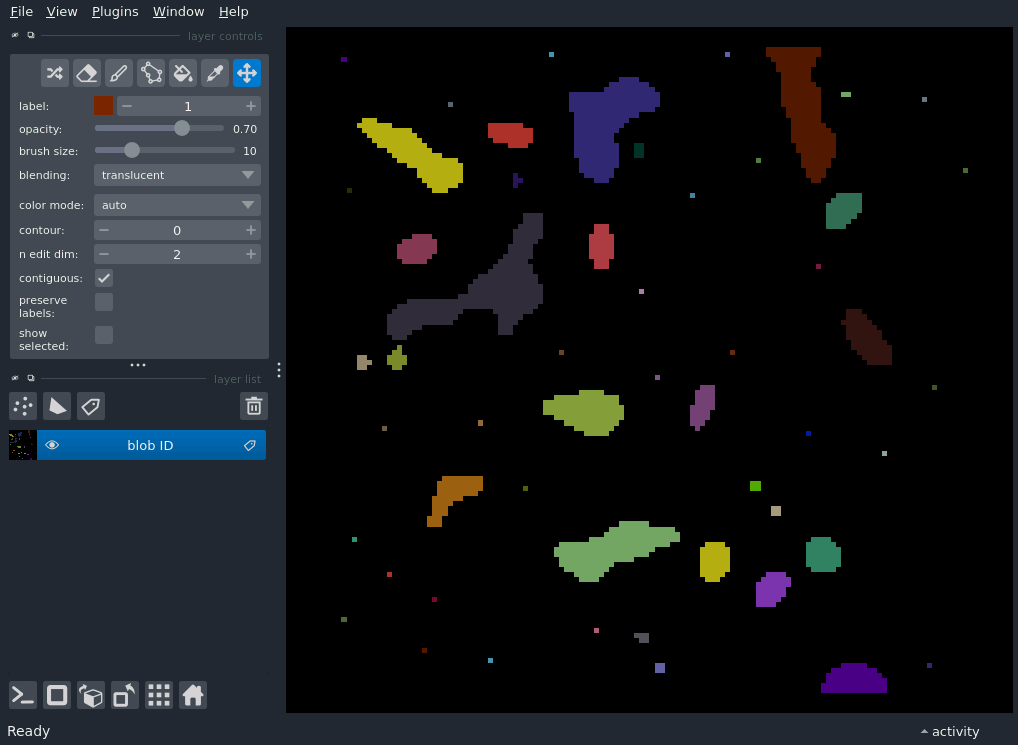 File View Plugins Window Help
layer controls
label: 1
opacity: 0.70
brush size: 10
blending: translucent
color mode: auto
contour: 0
n edit dim: 2
contiguous:
preserve
labels:
show
selected:
layer list
blob ID
Ready
activity